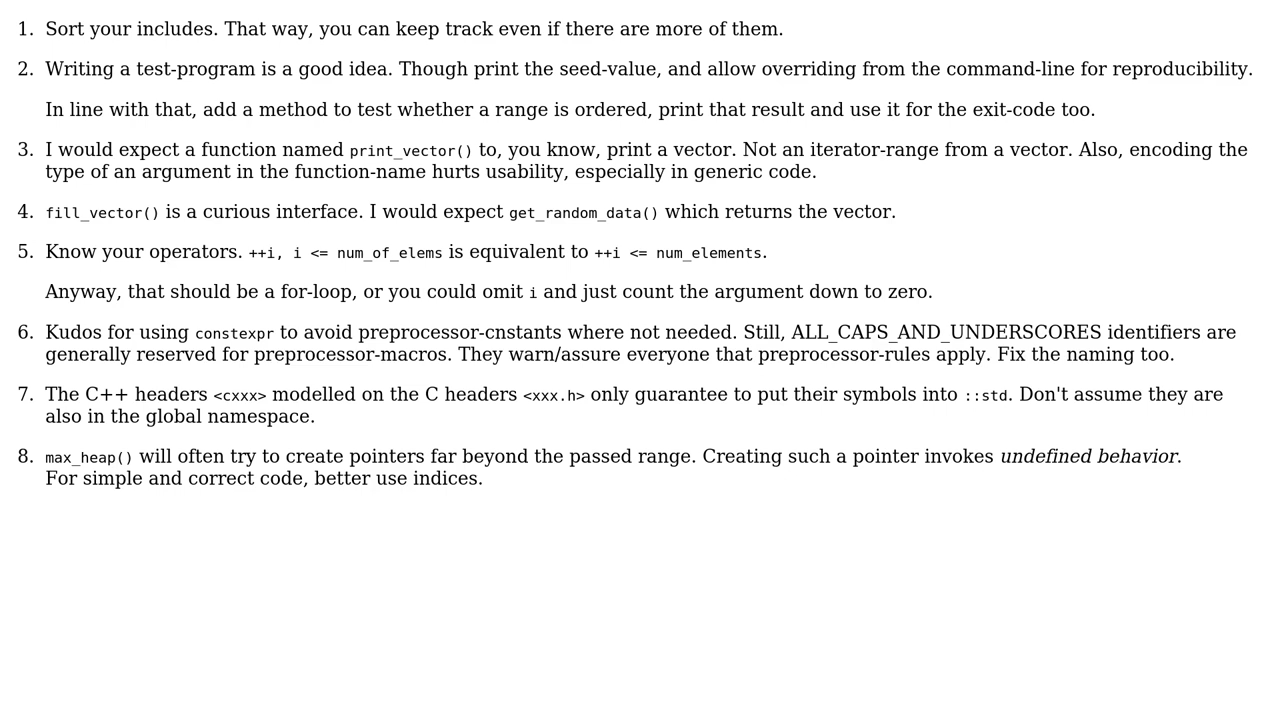 1. Sort your includes. That way, you can keep track even if there are more of them.
2. Writing a test-program is a good idea. Though print the seed-value, and allow overriding from the command-line for reproducibility.
In line with that, add a method to test whether a range is ordered, print that result and use it for the exit-code too.
3. I would expect a function named print_vector() to, you know, print a vector. Not an iterator-range from a vector. Also, encoding the
type of an argument in the function-name hurts usability, especially in generic code.
4. fill_vector() is a curious interface. I would expect get_random_data() which returns the vector.
5. Know your operators. ++i, i <= num_of_elems is equivalent to ++i <= num_elements.
Anyway, that should be a for-loop, or you could omit i and just count the argument down to zero.
6. Kudos for using constexpr to avoid preprocessor-cnstants where not needed. Still, ALL_CAPS_AND_UNDERSCORES identifiers are
generally reserved for preprocessor-macros. They warn/assure everyone that preprocessor-rules apply. Fix the naming too.
7. The C++ headers <cxxx> modelled on the C headers <xxx.h> only guarantee to put their symbols into ::std. Don't assume they are
also in the global namespace.
8. max_heap() will often try to create pointers far beyond the passed range. Creating such a pointer invokes undefined behavior.
For simple and correct code, better use indices.